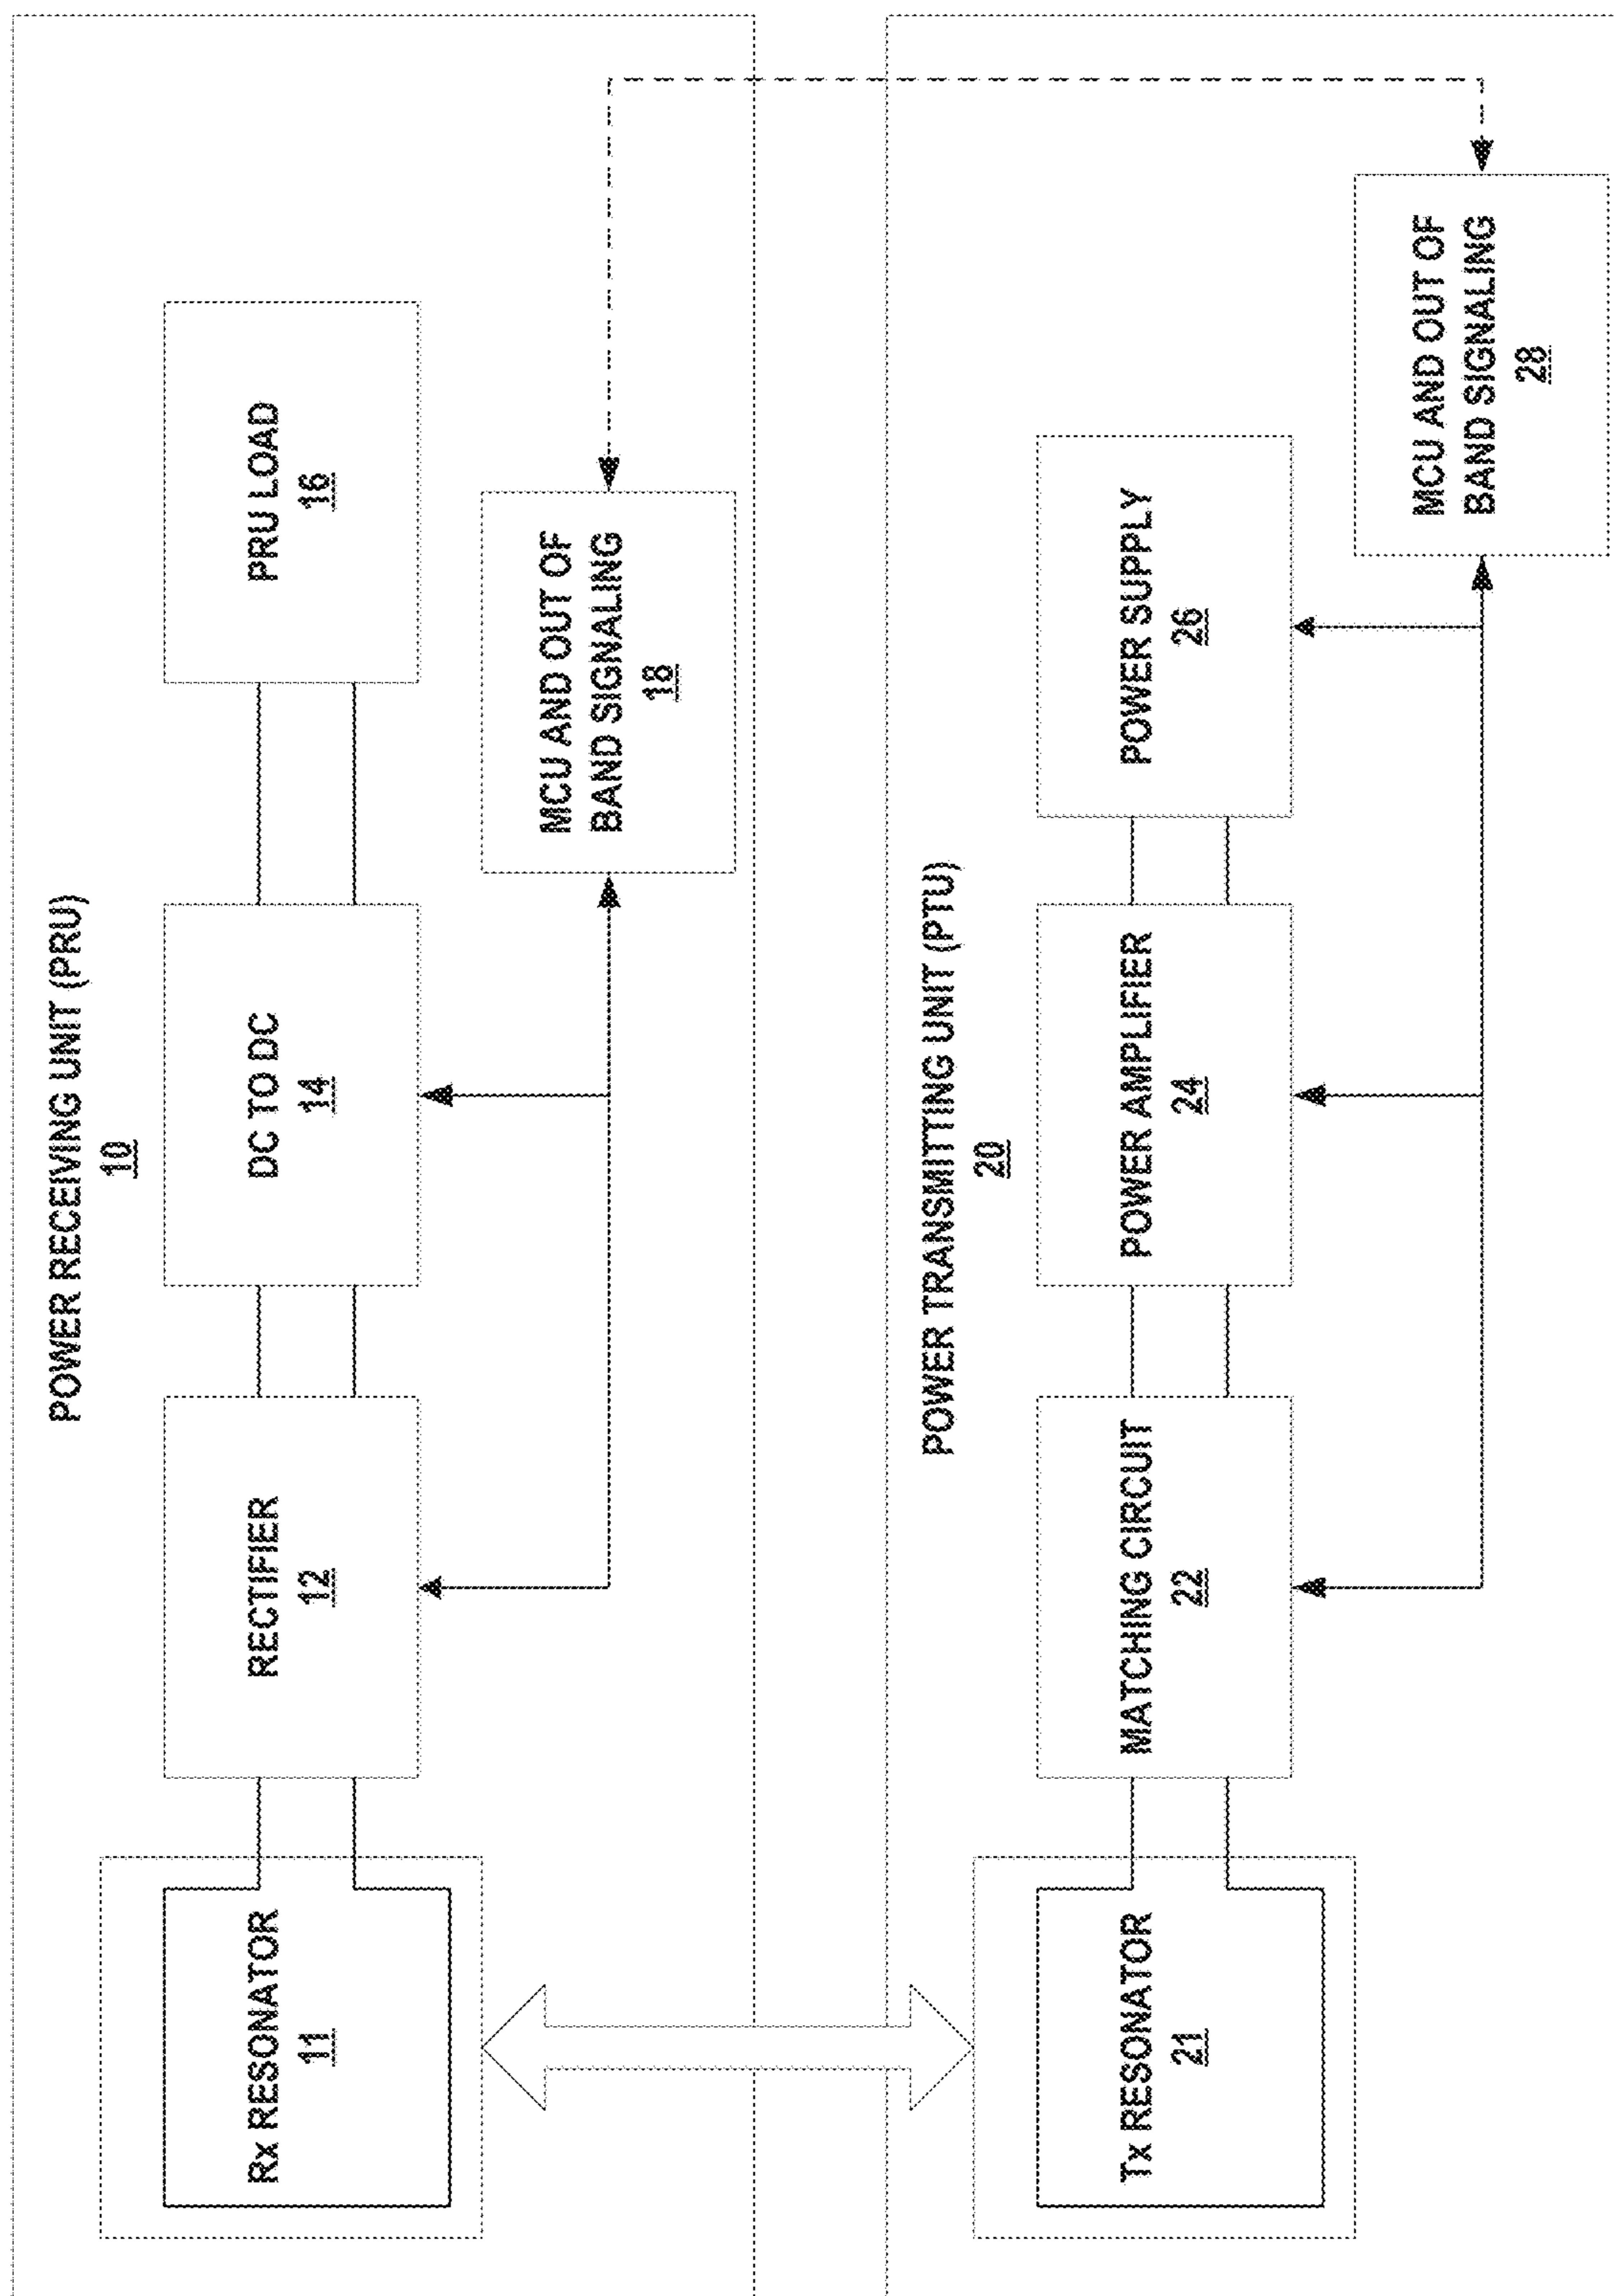 POWER RECEIVING UNIT (PRU)
10
Rx RESONATOR
11
RECTIFIER
12
DC TO DC
14
PRU LOAD
16
MCU AND OUT OF
BAND SIGNALING
18
POWER TRANSMITTING UNIT (PTU)
20
Tx RESONATOR
21
MATCHING CIRCUIT
22
POWER AMPLIFIER
24
POWER SUPPLY
26
MCU AND OUT OF
BAND SIGNALING
28